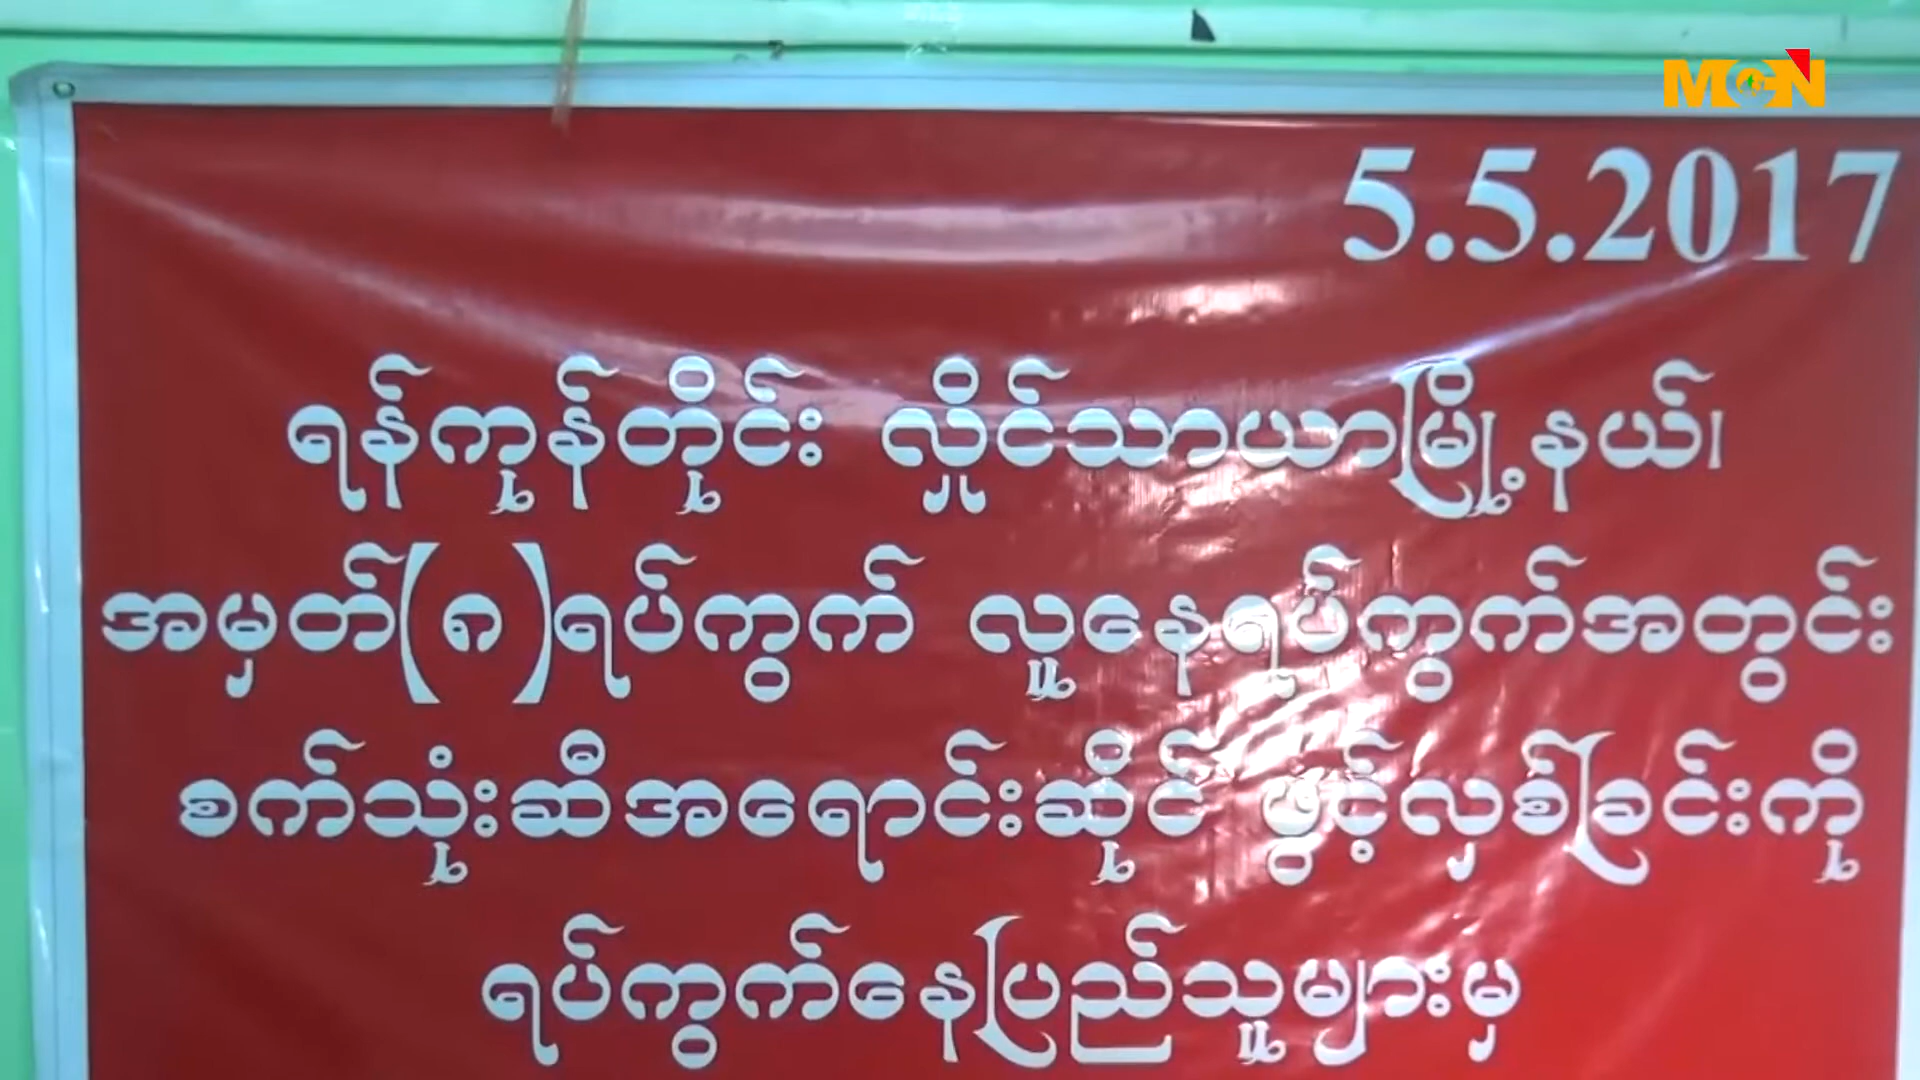 MCN
5.5.2017
ရန်ကုန်တိုင်း လှိုင်သာယာမြို့နယ်၊
အမှတ်(၈)ရပ်ကွက် လူနေရပ်ကွက်အတွင်း
စက်သုံးဆီအရောင်းဆိုင် ဖွင့်လှစ်ခြင်းကို
ရပ်ကွက်နေပြည်သူများမှ